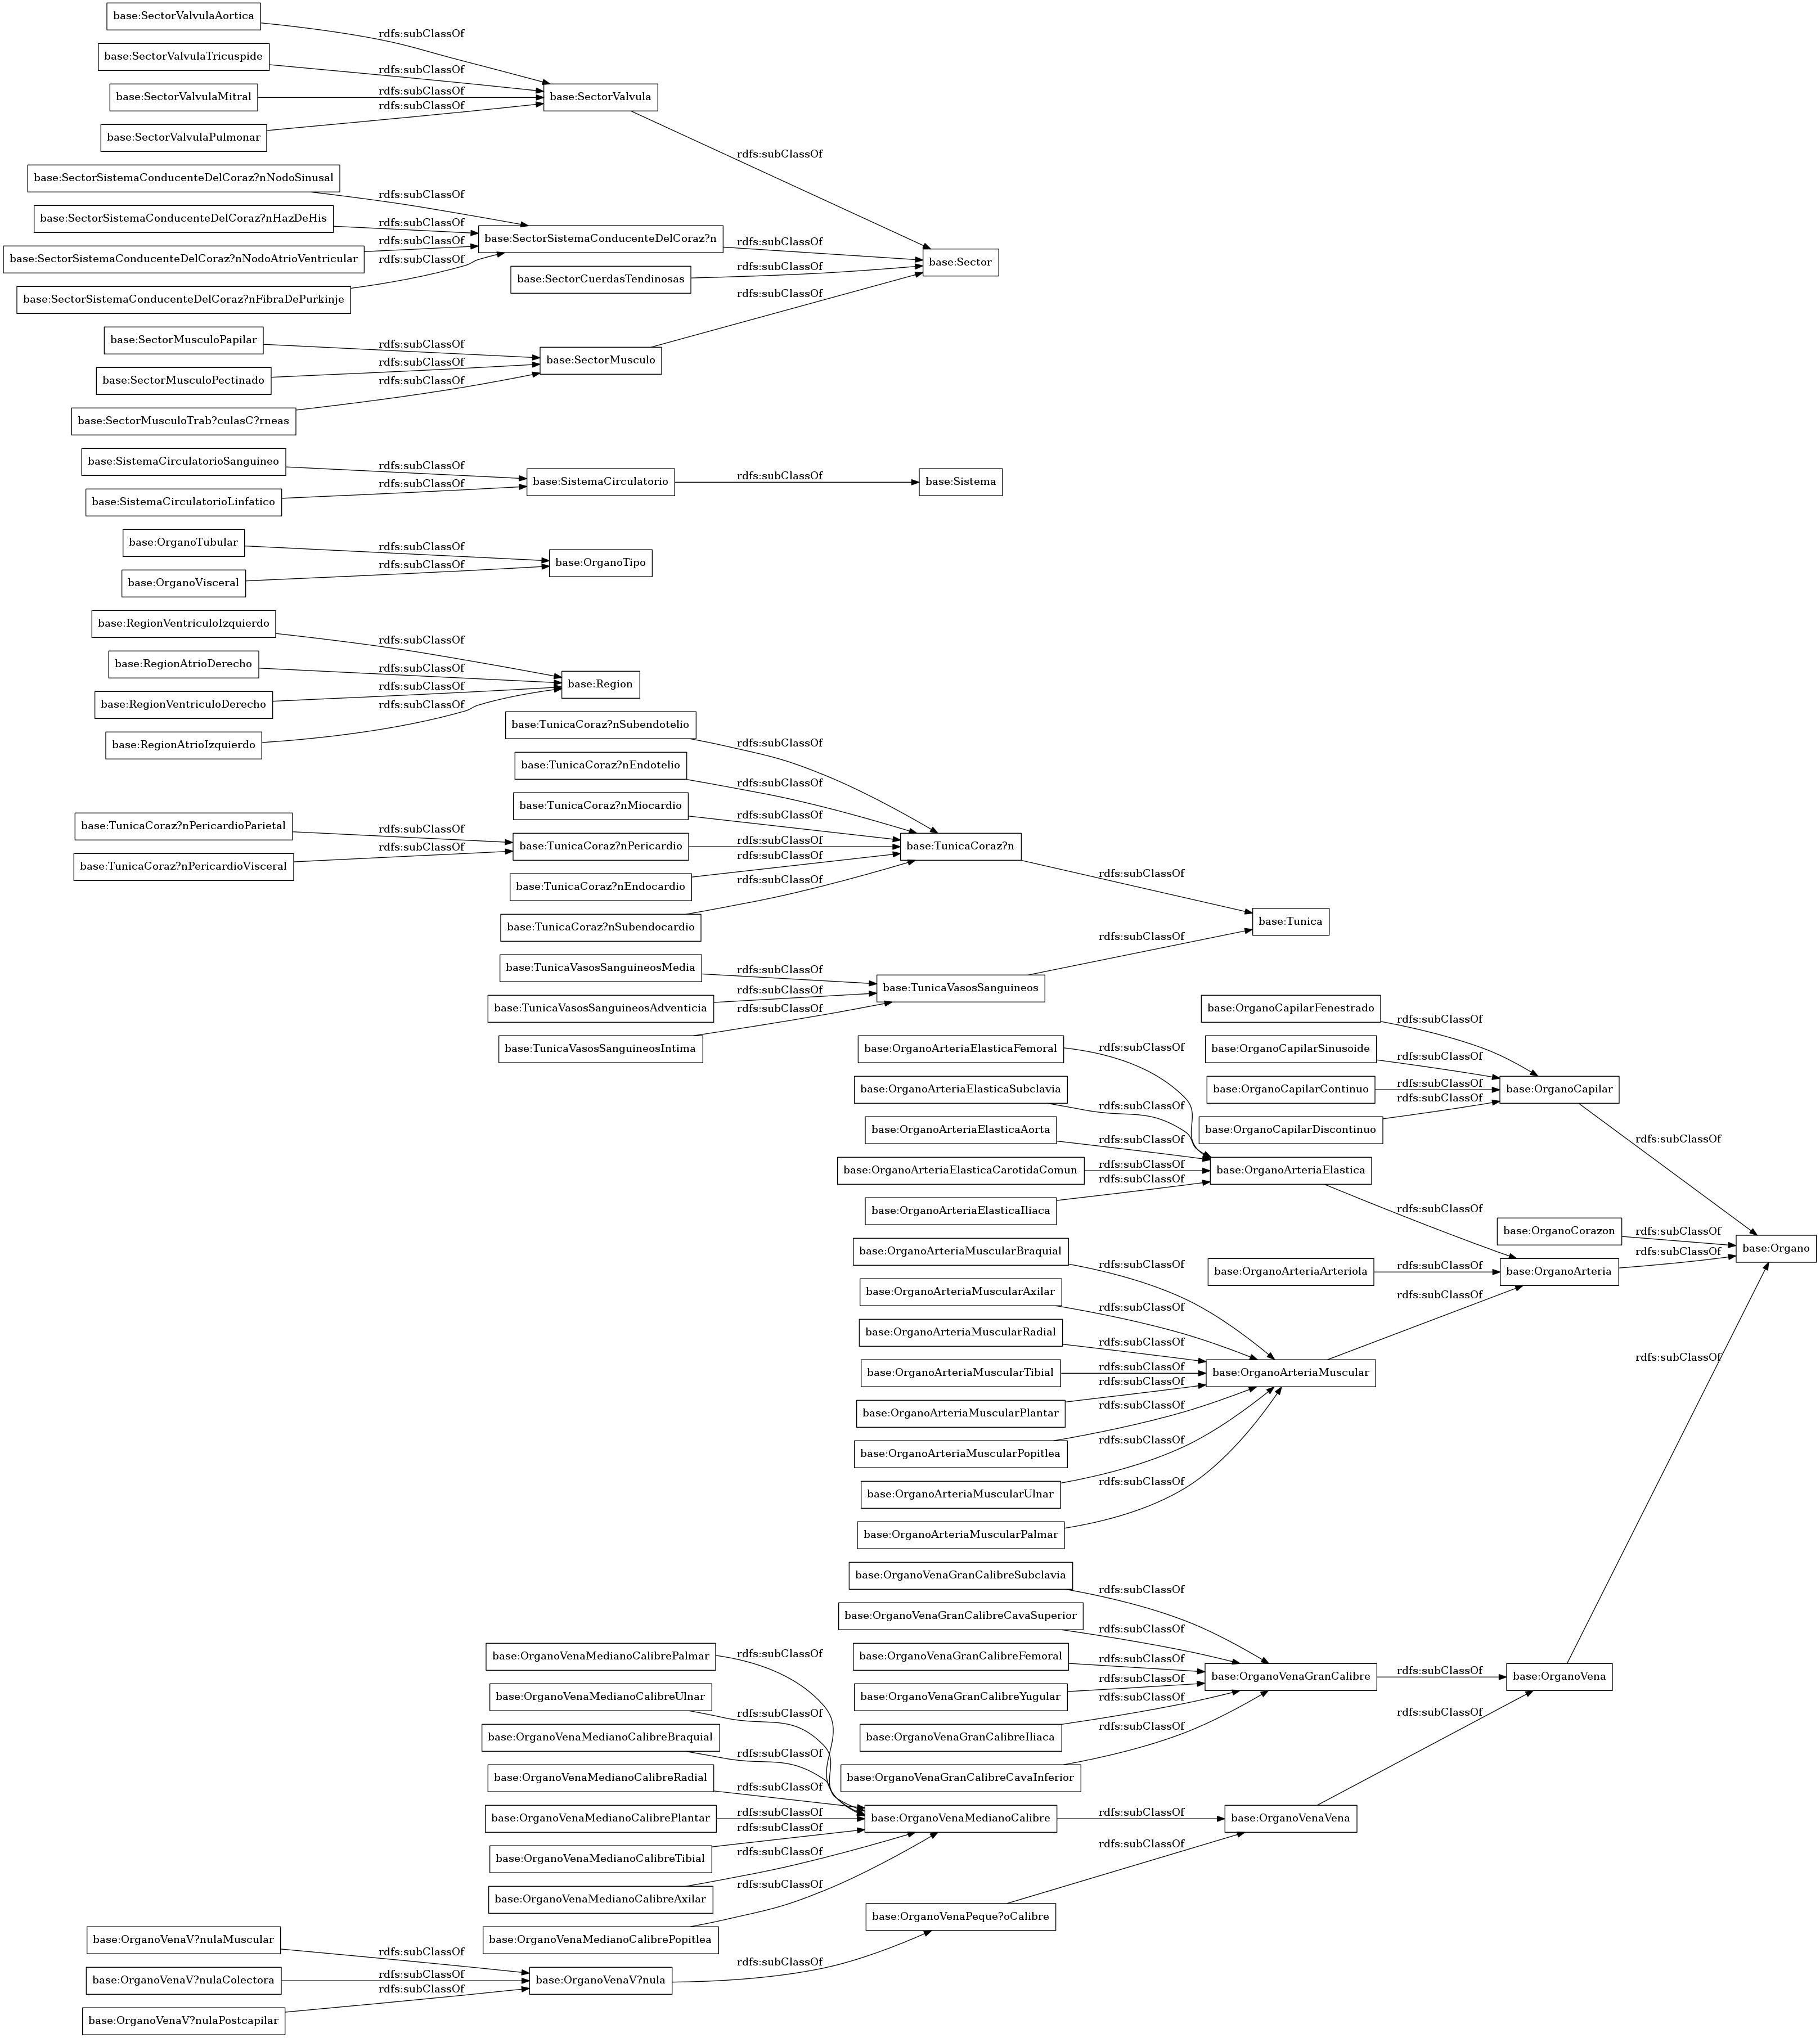 base:SectorValvulaAortica
rdfs:subClassOf
base:SectorValvulaTricuspide
rdfs:subClassOf
base:SectorValvulaMitral
rdfs:subClassOf
base:SectorValvula
rdfs:subClassOf
base:SectorValvulaPulmonar
rdfs:subClassOf
base:SectorSistemaConducenteDelCoraz?nNodoSinusal
rdfs:subClassOf
base:SectorSistemaConducenteDelCoraz?nHazDeHis
rdfs:subClassOf
base:SectorSistemaConducenteDelCoraz?n
rdfs:subClassOf
rdfs:subClassOf
base:SectorSistemaConducenteDelCoraz?nNodoAtrioVentricular
rdfs:subClassOf
base:Sector
base:SectorCuerdasTendinosas
rdfs:subClassOf
base:SectorSistemaConducenteDelCoraz?nFibraDePurkinje
rdfs:subClassOf
base:SectorMusculoPapilar
rdfs:subClassOf
base:SectorMusculo
rdfs:subClassOf
base:SectorMusculoPectinado
rdfs:subClassOf
base:SectorMusculoTrab?culasC?rneas
base:SistemaCirculatorioSanguineo
rdfs:subClassOf
base:SistemaCirculatorio
rdfs:subClassOf
base:Sistema
rdfs:subClassOf
base:SistemaCirculatorioLinfatico
base:OrganoTubular
rdfs:subClassOf
base:OrganoTipo
rdfs:subClassOf
base:OrganoVisceral
base:RegionVentriculoIzquierdo
rdfs:subClassOf
base:RegionAtrioDerecho
rdfs:subClassOf
base:Region
rdfs:subClassOf
base:RegionVentriculoDerecho
rdfs:subClassOf
base:RegionAtrioIzquierdo
base:TunicaCoraz?nSubendotelio
rdfs:subClassOf
base:TunicaCoraz?nEndotelio
rdfs:subClassOf
base:TunicaCoraz?nMiocardio
rdfs:subClassOf
base:TunicaCoraz?nPericardioParietal
rdfs:subClassOf
base:TunicaCoraz?nPericardio
rdfs:subClassOf
base:TunicaCoraz?n
rdfs:subClassOf
base:TunicaCoraz?nPericardioVisceral
rdfs:subClassOf
base:TunicaCoraz?nEndocardio
rdfs:subClassOf
rdfs:subClassOf
base:TunicaCoraz?nSubendocardio
base:Tunica
rdfs:subClassOf
base:TunicaVasosSanguineosMedia
rdfs:subClassOf
base:TunicaVasosSanguineos
rdfs:subClassOf
base:TunicaVasosSanguineosAdventicia
rdfs:subClassOf
base:TunicaVasosSanguineosIntima
base:OrganoCapilarFenestrado
rdfs:subClassOf
base:OrganoArteriaElasticaFemoral
rdfs:subClassOf
base:OrganoCapilarSinusoide
rdfs:subClassOf
base:OrganoArteriaElasticaSubclavia
rdfs:subClassOf
base:OrganoCapilarContinuo
rdfs:subClassOf
base:OrganoCapilar
rdfs:subClassOf
base:OrganoArteriaElasticaAorta
rdfs:subClassOf
base:OrganoCapilarDiscontinuo
rdfs:subClassOf
base:OrganoArteriaElasticaCarotidaComun
rdfs:subClassOf
base:OrganoArteriaElastica
rdfs:subClassOf
base:OrganoArteriaElasticaIliaca
rdfs:subClassOf
base:OrganoCorazon
rdfs:subClassOf
base:Organo
base:OrganoArteriaMuscularBraquial
rdfs:subClassOf
base:OrganoArteriaArteriola
rdfs:subClassOf
base:OrganoArteria
rdfs:subClassOf
base:OrganoArteriaMuscularAxilar
rdfs:subClassOf
rdfs:subClassOf
base:OrganoArteriaMuscularRadial
rdfs:subClassOf
base:OrganoArteriaMuscularTibial
rdfs:subClassOf
base:OrganoArteriaMuscular
rdfs:subClassOf
base:OrganoArteriaMuscularPlantar
rdfs:subClassOf
base:OrganoArteriaMuscularPopitlea
rdfs:subClassOf
base:OrganoArteriaMuscularUlnar
rdfs:subClassOf
base:OrganoArteriaMuscularPalmar
rdfs:subClassOf
base:OrganoVenaGranCalibreSubclavia
rdfs:subClassOf
base:OrganoVenaGranCalibreCavaSuperior
rdfs:subClassOf
base:OrganoVenaMedianoCalibrePalmar
rdfs:subClassOf
base:OrganoVenaGranCalibreFemoral
rdfs:subClassOf
base:OrganoVenaGranCalibre
rdfs:subClassOf
base:OrganoVena
base:OrganoVenaMedianoCalibreUlnar
rdfs:subClassOf
base:OrganoVenaGranCalibreYugular
rdfs:subClassOf
rdfs:subClassOf
base:OrganoVenaMedianoCalibreBraquial
rdfs:subClassOf
base:OrganoVenaGranCalibreIliaca
rdfs:subClassOf
rdfs:subClassOf
base:OrganoVenaMedianoCalibreRadial
rdfs:subClassOf
base:OrganoVenaGranCalibreCavaInferior
base:OrganoVenaMedianoCalibrePlantar
rdfs:subClassOf
base:OrganoVenaMedianoCalibre
rdfs:subClassOf
base:OrganoVenaVena
rdfs:subClassOf
base:OrganoVenaMedianoCalibreTibial
rdfs:subClassOf
rdfs:subClassOf
base:OrganoVenaMedianoCalibreAxilar
rdfs:subClassOf
base:OrganoVenaPeque?oCalibre
base:OrganoVenaMedianoCalibrePopitlea
base:OrganoVenaV?nulaMuscular
rdfs:subClassOf
rdfs:subClassOf
base:OrganoVenaV?nulaColectora
rdfs:subClassOf
base:OrganoVenaV?nula
rdfs:subClassOf
base:OrganoVenaV?nulaPostcapilar